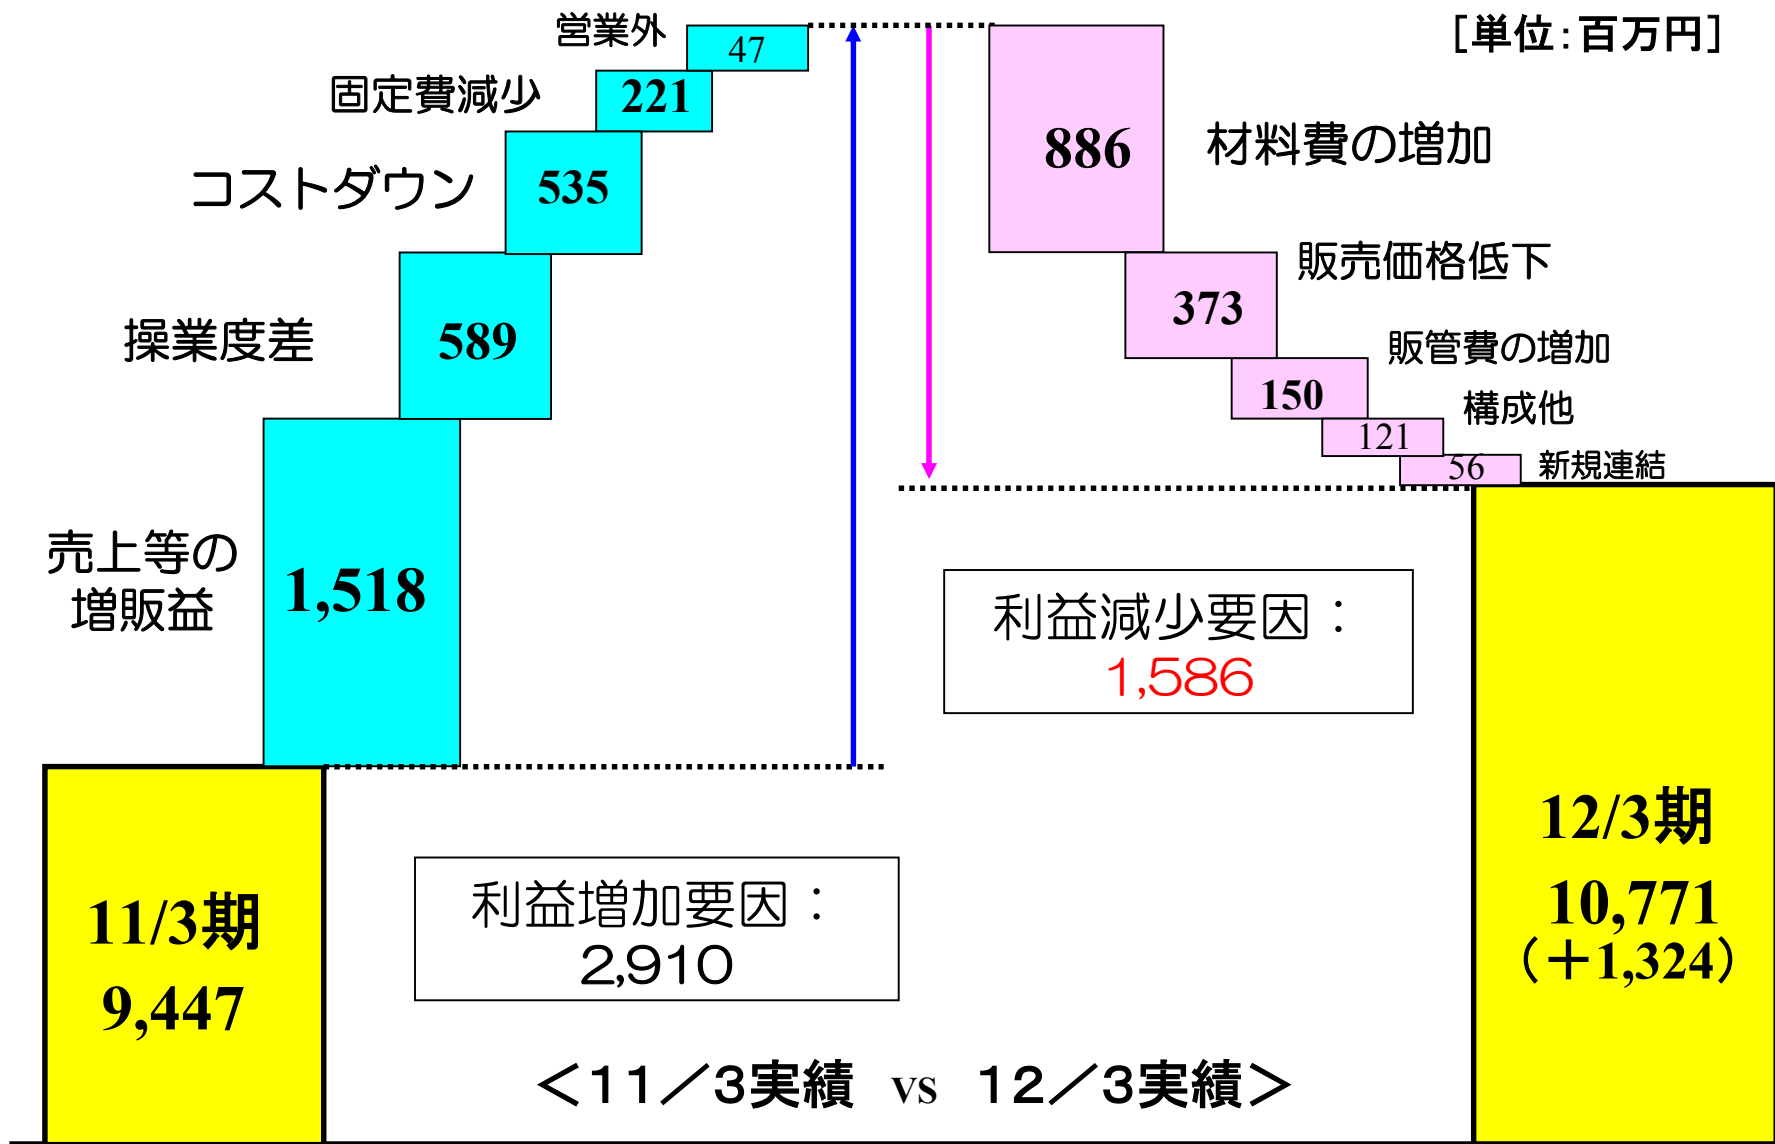 ［単位：百万円］
営業外
47
固定費減少
221
コストダウン
535
操業度差
589
売上等の
増販益
1,518
886
材料費の増加
373
販売価格低下
150
販管費の増加
121
構成他
56
新規連結
利益減少要因：
1,586
利益増加要因：
2,910
11/3期
9,447
12/3期
10,771
（＋1,324）
＜11／3実績 vs 12／3実績＞